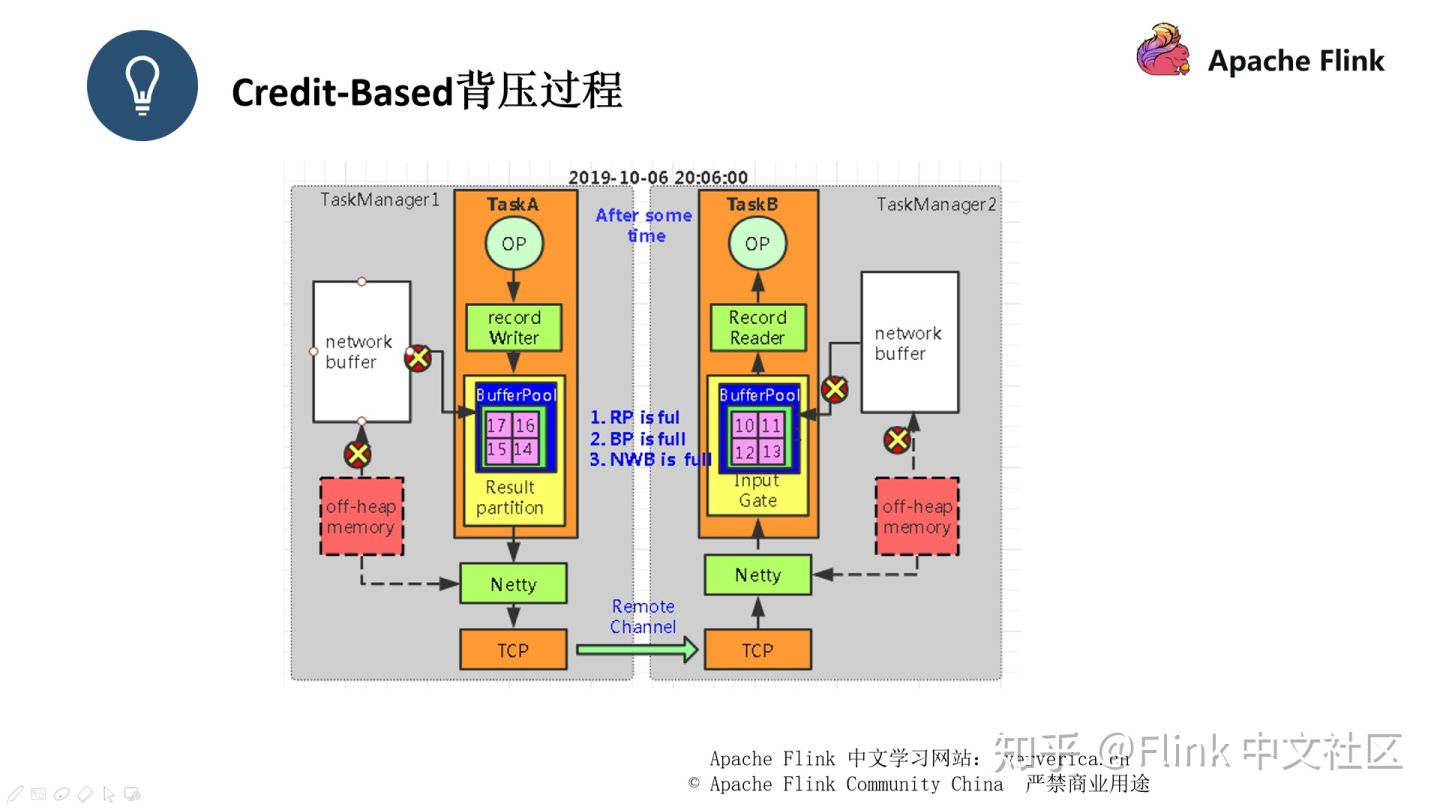 Credit-Based背压过程
Apache Flink
2019-10-06 20:06:00
TaskManager1
TaskA
After some
time
TaskB
TaskManager2
OP
OP
record
Writer
Record
Reader
network
buffer
network
buffer
BufferPool
17 16
15 14
1. RP is ful
2. BP is full
3. NWB is full
BufferPool
10 11
12 13
Result
partition
Input
Gate
off-heap
memory
off-heap
memory
Netty
Netty
Remote
Channel
TCP
TCP
Apache Flink 中文学习网站: ververica.cn
© Apache Flink Community China 严禁商业用途
知乎 @Flink 中文社区